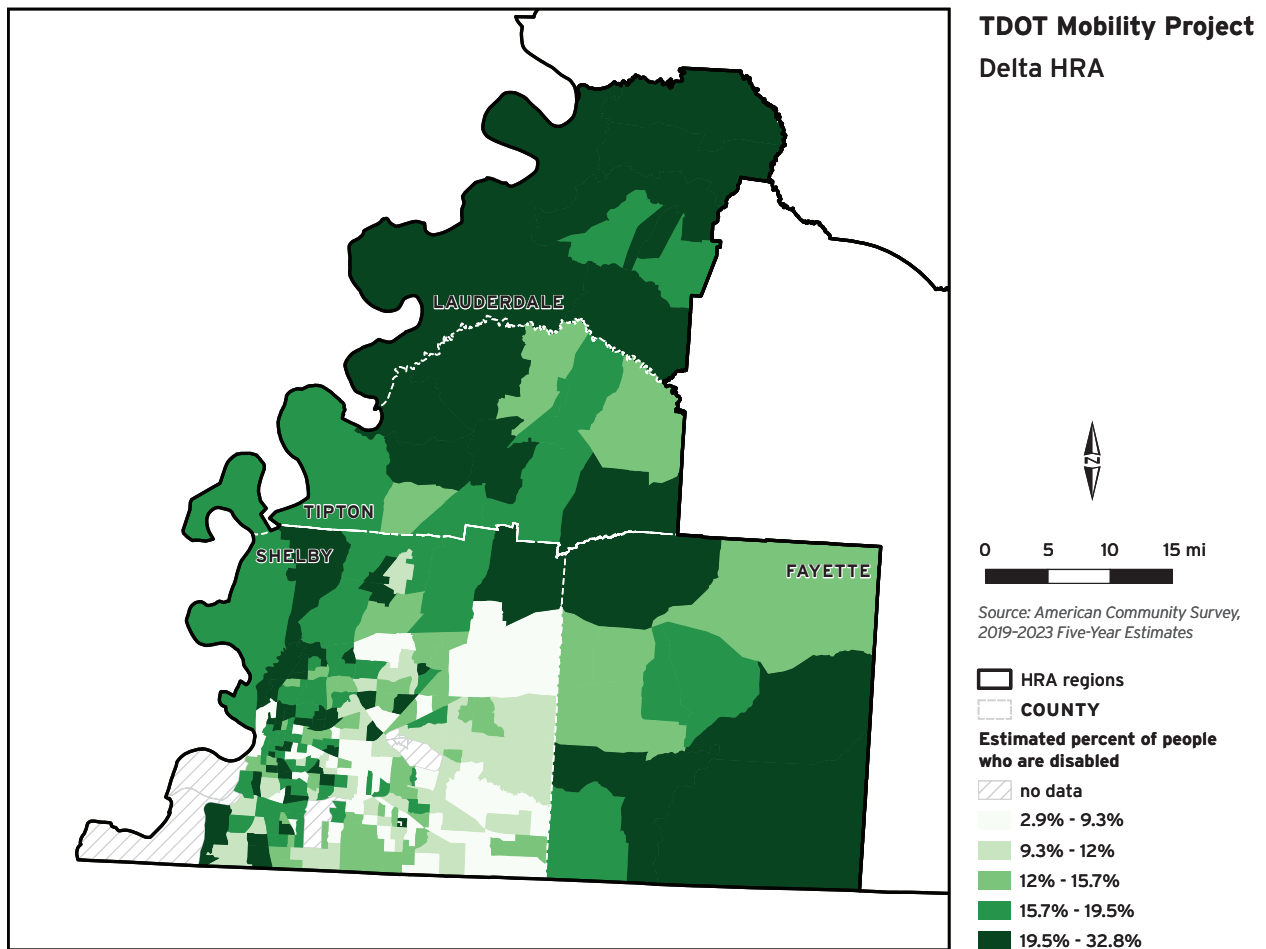 TDOT Mobility Project
Delta HRA
LAUDERDALE
TIPTON
SHELBY
FAYETTE
N
0 5 10 15 mi
Source: American Community Survey,
2019-2023 Five-Year Estimates
HRA regions
COUNTY
Estimated percent of people
who are disabled
no data
2.9% - 9.3%
9.3% - 12%
12% - 15.7%
15.7% - 19.5%
19.5% - 32.8%